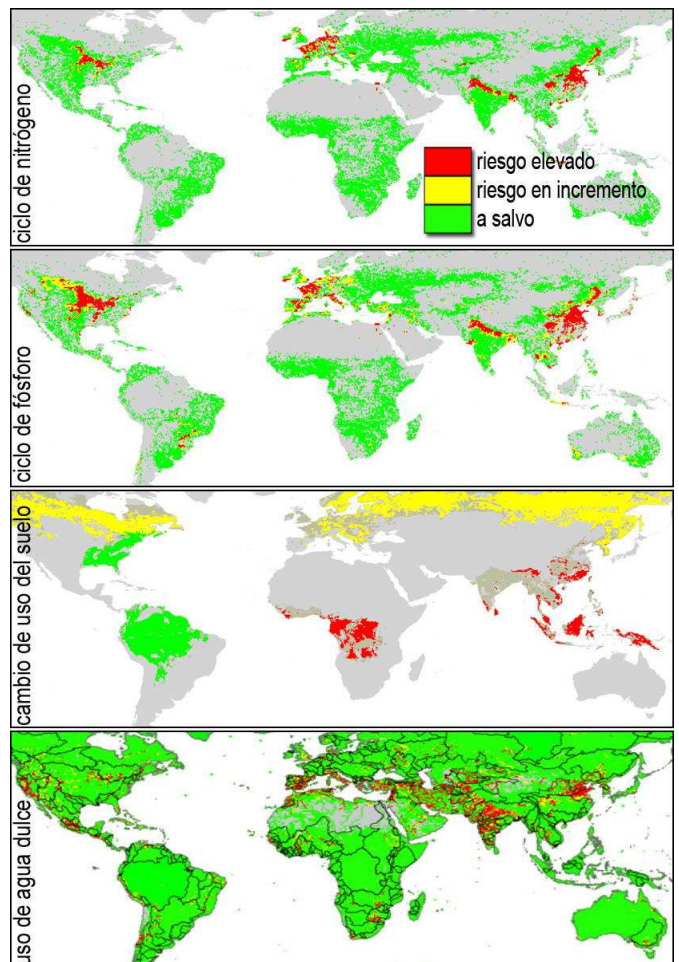 ciclo de nitrógeno
riesgo elevado
riesgo en incremento
a salvo
ciclo de fósforo
cambio de uso del suelo
uso de agua dulce